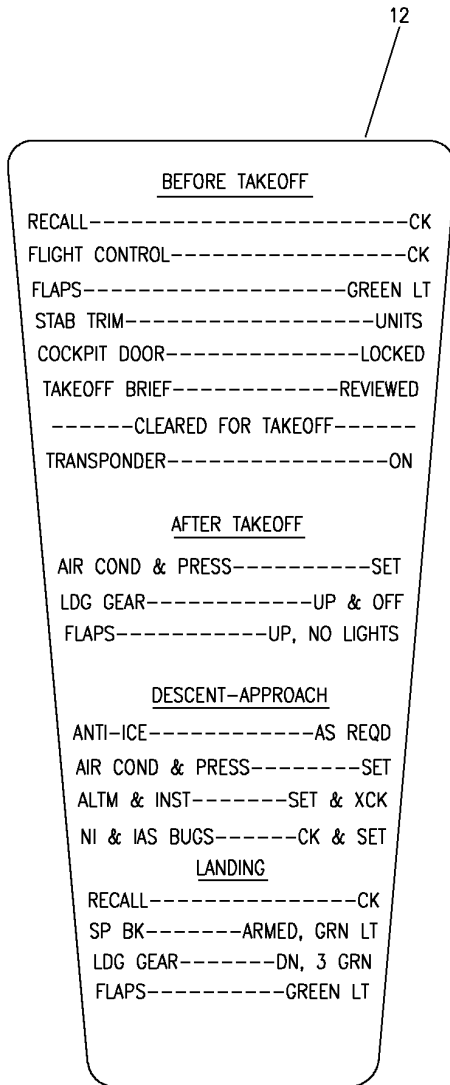 12
BEFORE TAKEOFF
RECALL------------------------CK
FLIGHT CONTROL------------------CK
FLAPS------------------GREEN LT
STAB TRIM-----------------UNITS
COCKPIT DOOR-------------LOCKED
TAKEOFF BRIEF----------REVIEWED
------CLEARED FOR TAKEOFF------
TRANSPONDER----------------ON
AFTER TAKEOFF
AIR COND & PRESS----------SET
LDG GEAR------------UP & OFF
FLAPS-------------UP, NO LIGHTS
DESCENT-APPROACH
ANTI-ICE------------AS REQD
AIR COND & PRESS--------SET
ALTM & INST-------SET & XCK
NI & IAS BUGS------CK & SET
LANDING
RECALL---------------CK
SP BK-------ARMED, GRN LT
LDG GEAR-------DN, 3 GRN
FLAPS----------GREEN LT